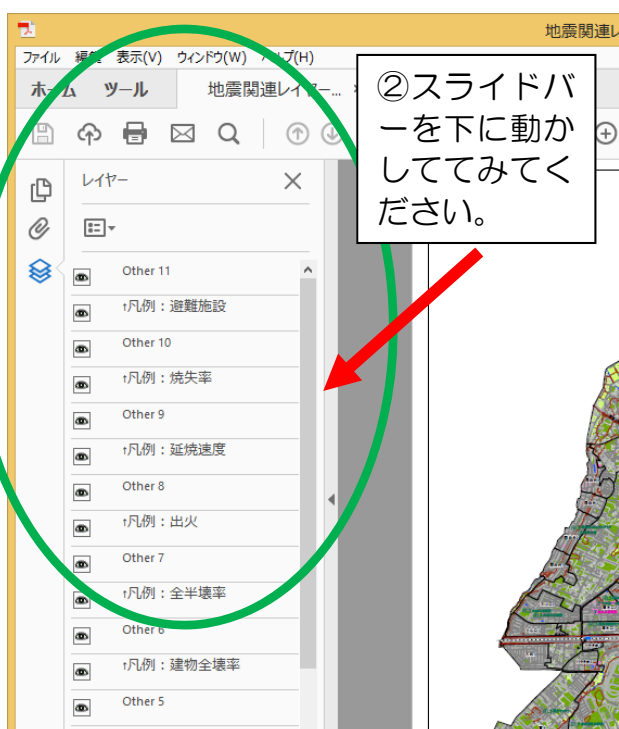 地震関連レ
ファイル 編集 表示(V) ウィンドウ(W) ヘルプ(H)
ホーム ツール 地震関連レイヤー... ×
②スライドバ
ーを下に動か
しててみてく
ださい。
レイヤー
Other 11
↑凡例：避難施設
Other 10
↑凡例：焼失率
Other 9
↑凡例：延焼速度
Other 8
↑凡例：出火
Other 7
↑凡例：全半壊率
Other 6
↑凡例：建物全壊率
Other 5